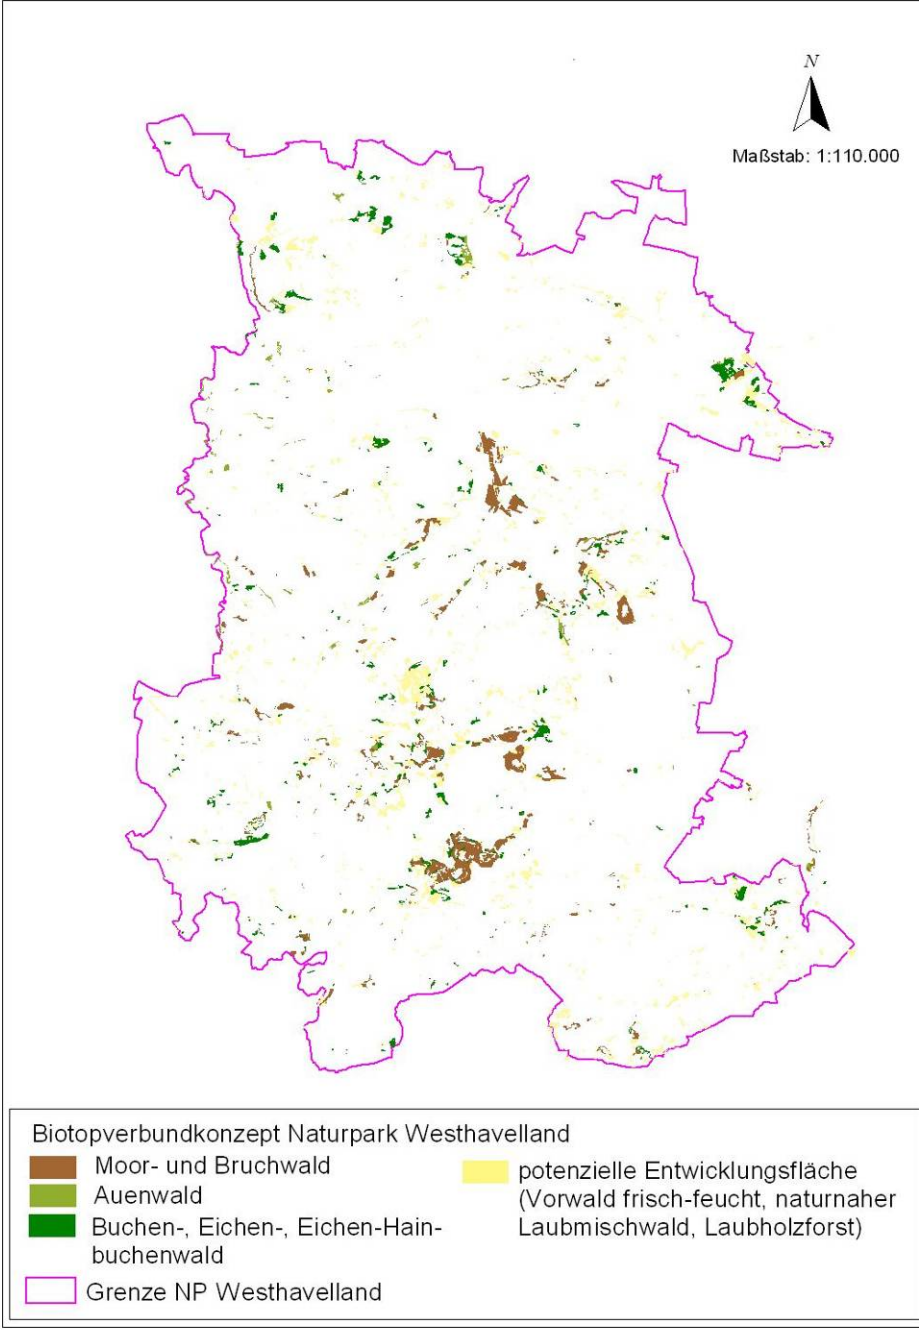 N
Maßstab: 1:110.000
Biotopverbundkonzept Naturpark Westhavelland
Moor- und Bruchwald
Auenwald
Buchen-, Eichen-, Eichen-Hain-
buchenwald
Grenze NP Westhavelland
potenzielle Entwicklungsfläche
(Vorwald frisch-feucht, naturnaher
Laubmischwald, Laubholzforst)